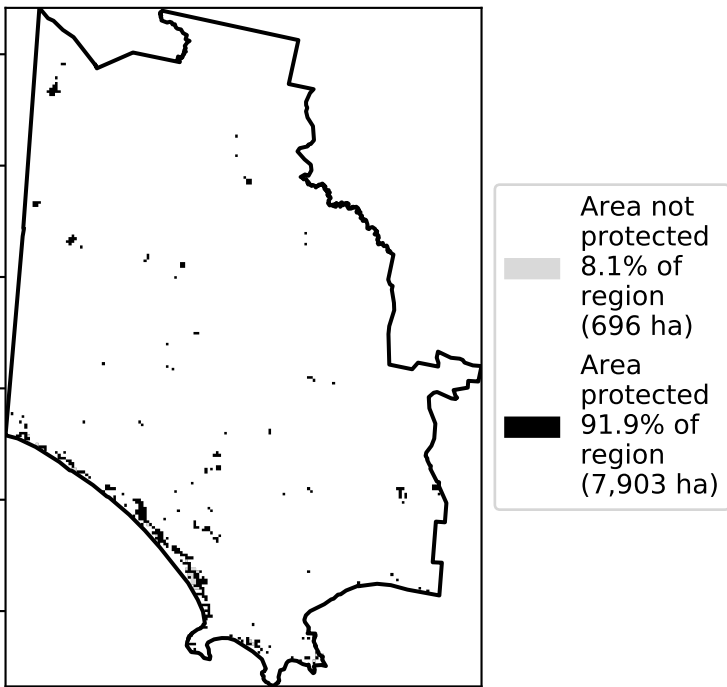 Area not
protected
8.1% of
region
(696 ha)
Area
protected
91.9% of
region
(7,903 ha)